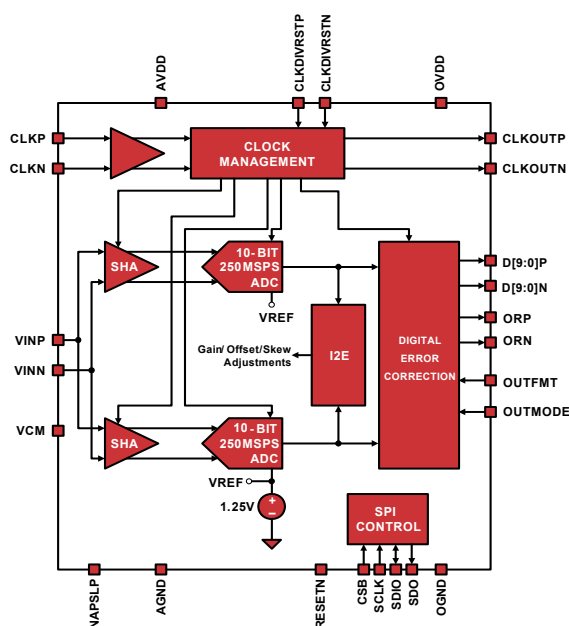 AVDD
CLKDIVRSTP
CLKDIVRSTN
OVDD
CLKP
CLKN
CLOCK
MANAGEMENT
CLKOUTP
CLKOUTN
SHA
10-BIT
250MSPS
ADC
VREF
D[9:0]P
D[9:0]N
ORP
ORN
OUTFMT
OUTMODE
VINP
VINN
VCM
Gain/ Offset/Skew
Adjustments
I2E
DIGITAL
ERROR
CORRECTION
SHA
10-BIT
250MSPS
ADC
VREF
1.25V
+
–
SPI
CONTROL
NAPSLP
AGND
RESETN
CSB
SCLK
SDIO
SDO
OGND